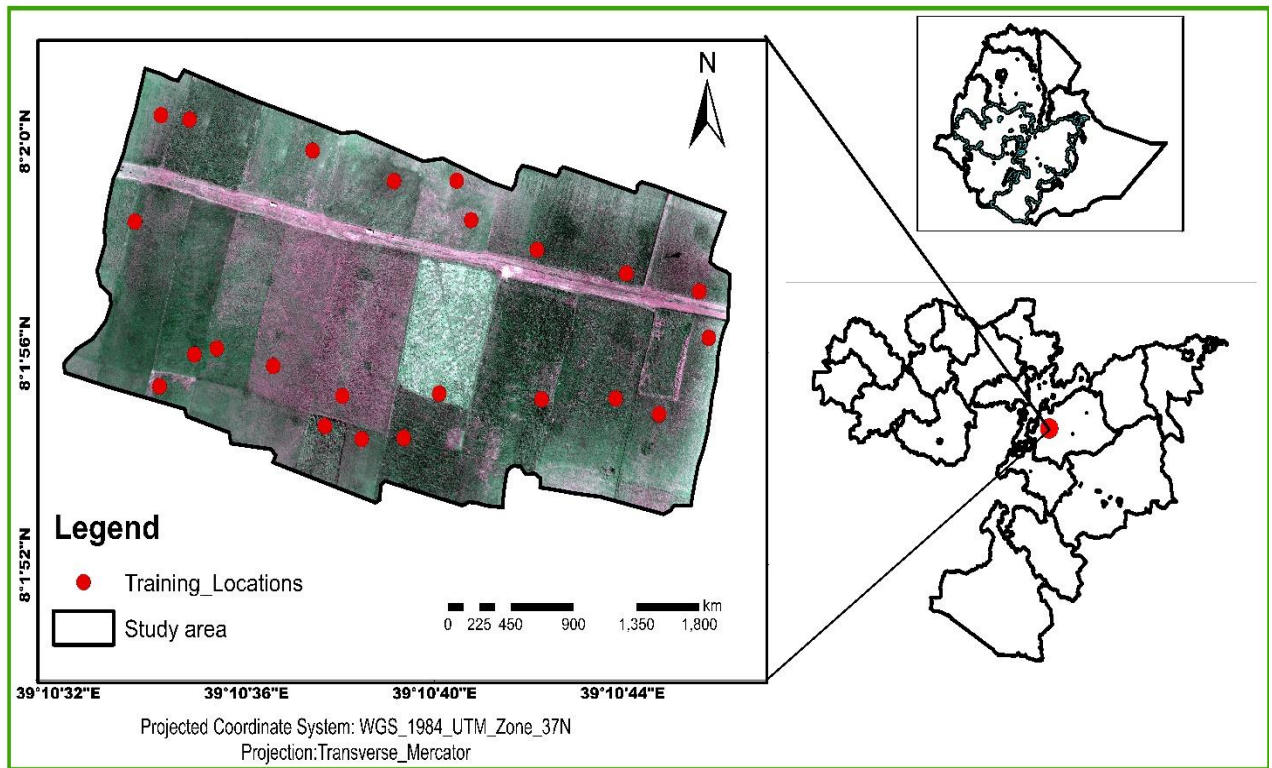 N
8°2'0"N
8°1'56"N
8°1'52"N
Legend
Training_Locations
Study area
km
0 225 450 900 1,350 1,800
39°10'32"E 39°10'36"E 39°10'40"E 39°10'44"E
Projected Coordinate System: WGS_1984_UTM_Zone_37N
Projection:Transverse_Mercator